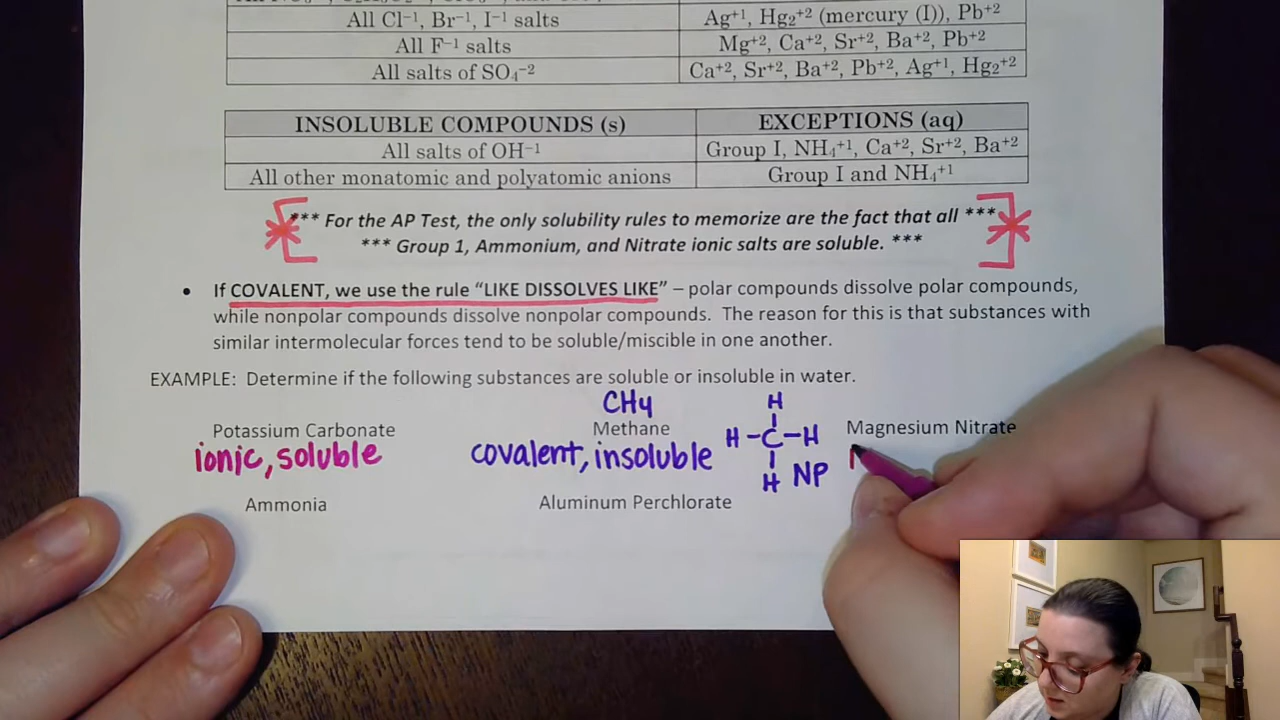 All Cl⁻¹, Br⁻¹, I⁻¹ salts Ag⁺¹, Hg₂⁺² (mercury (I)), Pb⁺²
All F⁻¹ salts Mg⁺², Ca⁺², Sr⁺², Ba⁺², Pb⁺²
All salts of SO₄⁻² Ca⁺², Sr⁺², Ba⁺², Pb⁺², Ag⁺¹, Hg₂⁺²
INSOLUBLE COMPOUNDS (s) EXCEPTIONS (aq)
All salts of OH⁻¹ Group I, NH₄⁺¹, Ca⁺², Sr⁺², Ba⁺²
All other monatomic and polyatomic anions Group I and NH₄⁺¹
*** For the AP Test, the only solubility rules to memorize are the fact that all ***
*** Group 1, Ammonium, and Nitrate ionic salts are soluble. ***
• If COVALENT, we use the rule “LIKE DISSOLVES LIKE” – polar compounds dissolve polar compounds,
while nonpolar compounds dissolve nonpolar compounds. The reason for this is that substances with
similar intermolecular forces tend to be soluble/miscible in one another.
EXAMPLE: Determine if the following substances are soluble or insoluble in water.
CH4 H
Potassium Carbonate Methane Magnesium Nitrate
H-C-H
ionic, soluble covalent, insoluble
H NP
Ammonia Aluminum Perchlorate